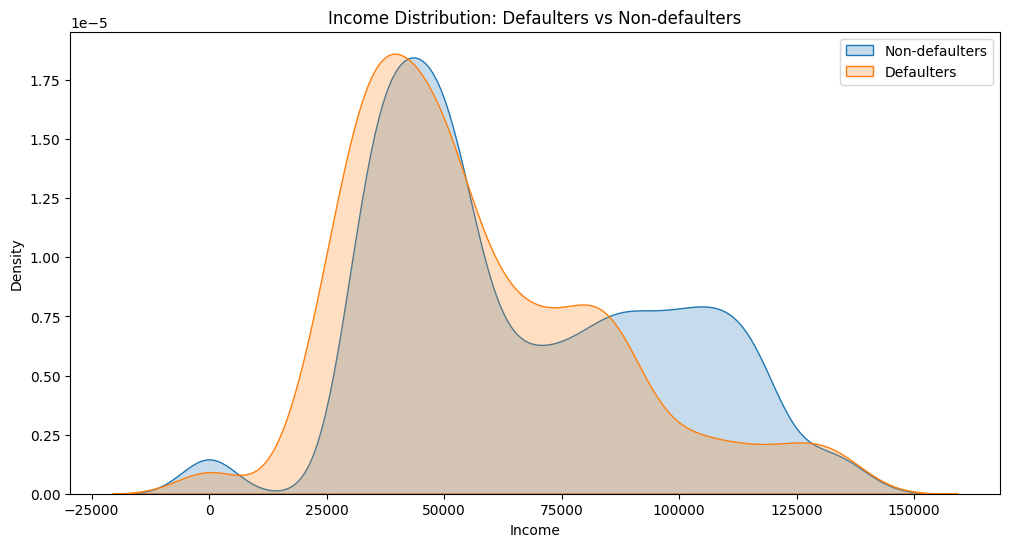 Income Distribution: Defaulters vs Non-defaulters
1e−5
Non-defaulters
Defaulters
1.75
1.50
1.25
1.00
0.75
0.50
0.25
0.00
Density
−25000 0 25000 50000 75000 100000 125000 150000
Income